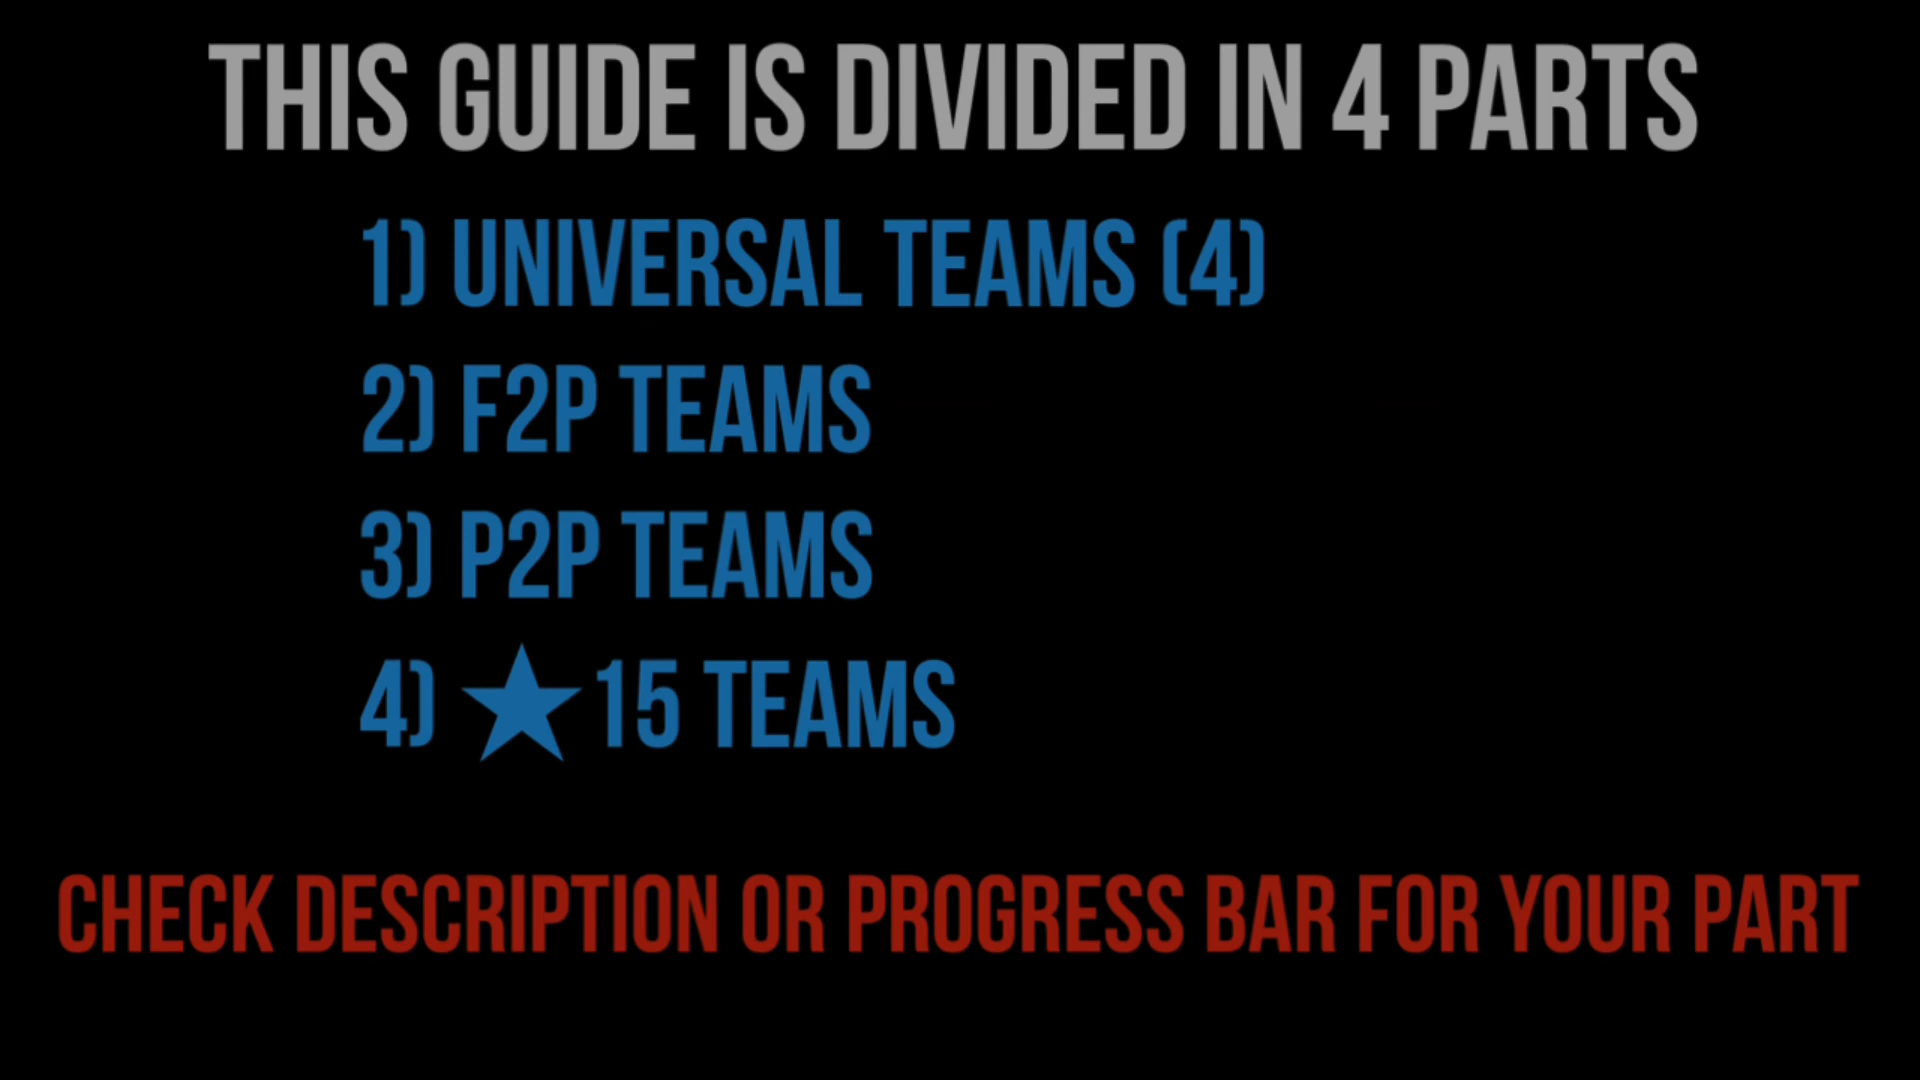 THIS GUIDE IS DIVIDED IN 4 PARTS
1) UNIVERSAL TEAMS (4)
2) F2P TEAMS
3) P2P TEAMS
4) ★15 TEAMS
CHECK DESCRIPTION OR PROGRESS BAR FOR YOUR PART